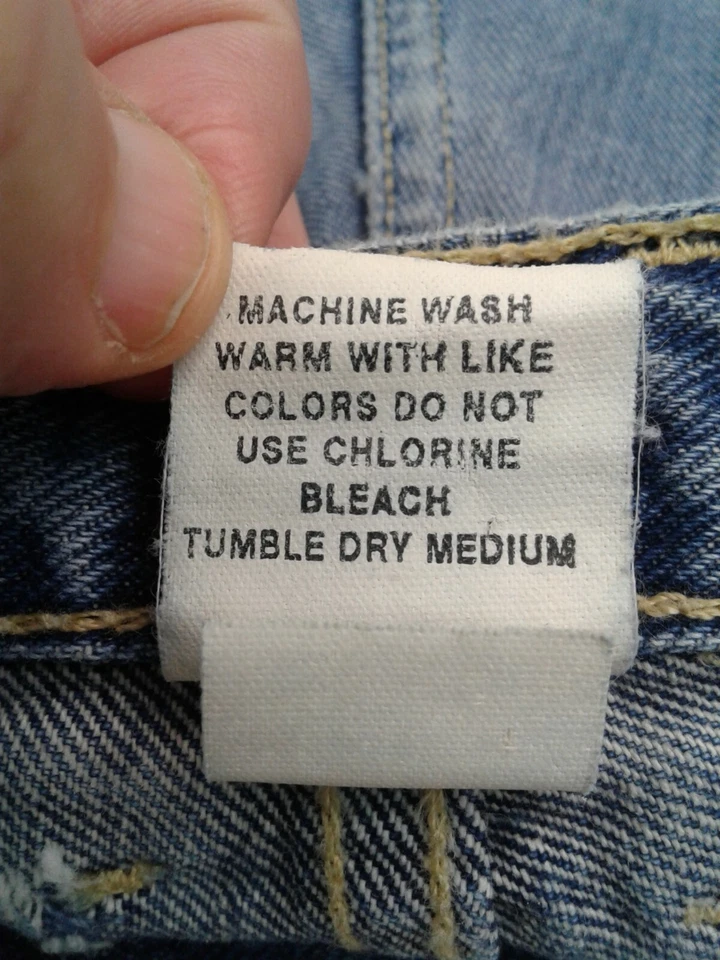 MACHINE WASH
WARM WITH LIKE
COLORS DO NOT
USE CHLORINE
BLEACH
TUMBLE DRY MEDIUM